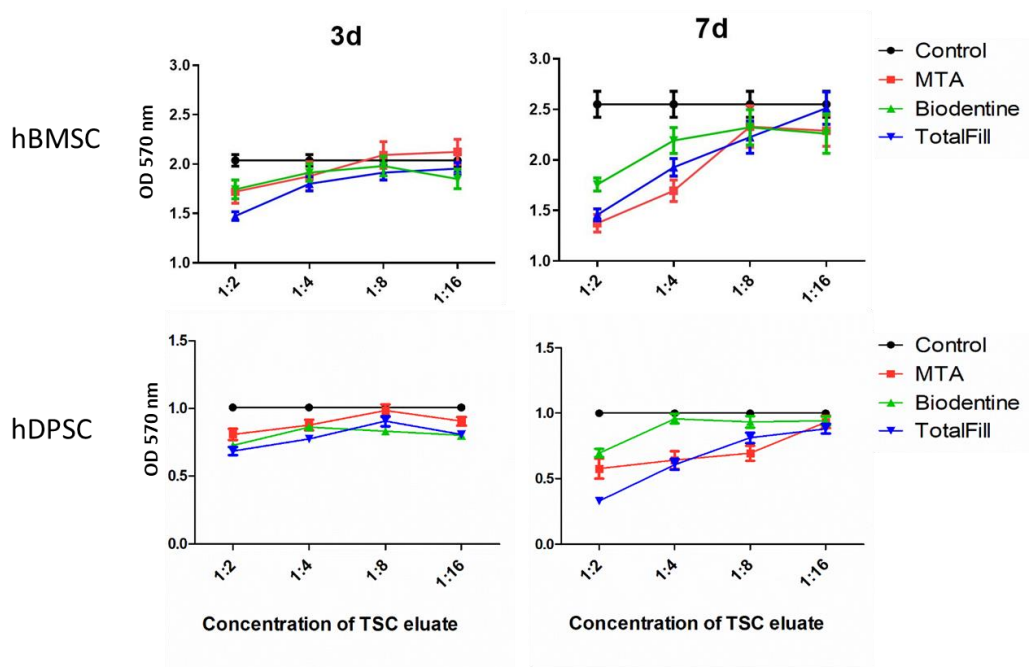 3d
7d
hBMSC
OD 570 nm
3.0
2.5
2.0
1.5
1.0
1:2
1:4
1:8
1:16
3.0
2.5
2.0
1.5
1.0
1:2
1:4
1:8
1:16
Control
MTA
Biodentine
TotalFill
hDPSC
OD 570 nm
1.5
1.0
0.5
0.0
1:2
1:4
1:8
1:16
Concentration of TSC eluate
1.5
1.0
0.5
0.0
1:2
1:4
1:8
1:16
Concentration of TSC eluate
Control
MTA
Biodentine
TotalFill